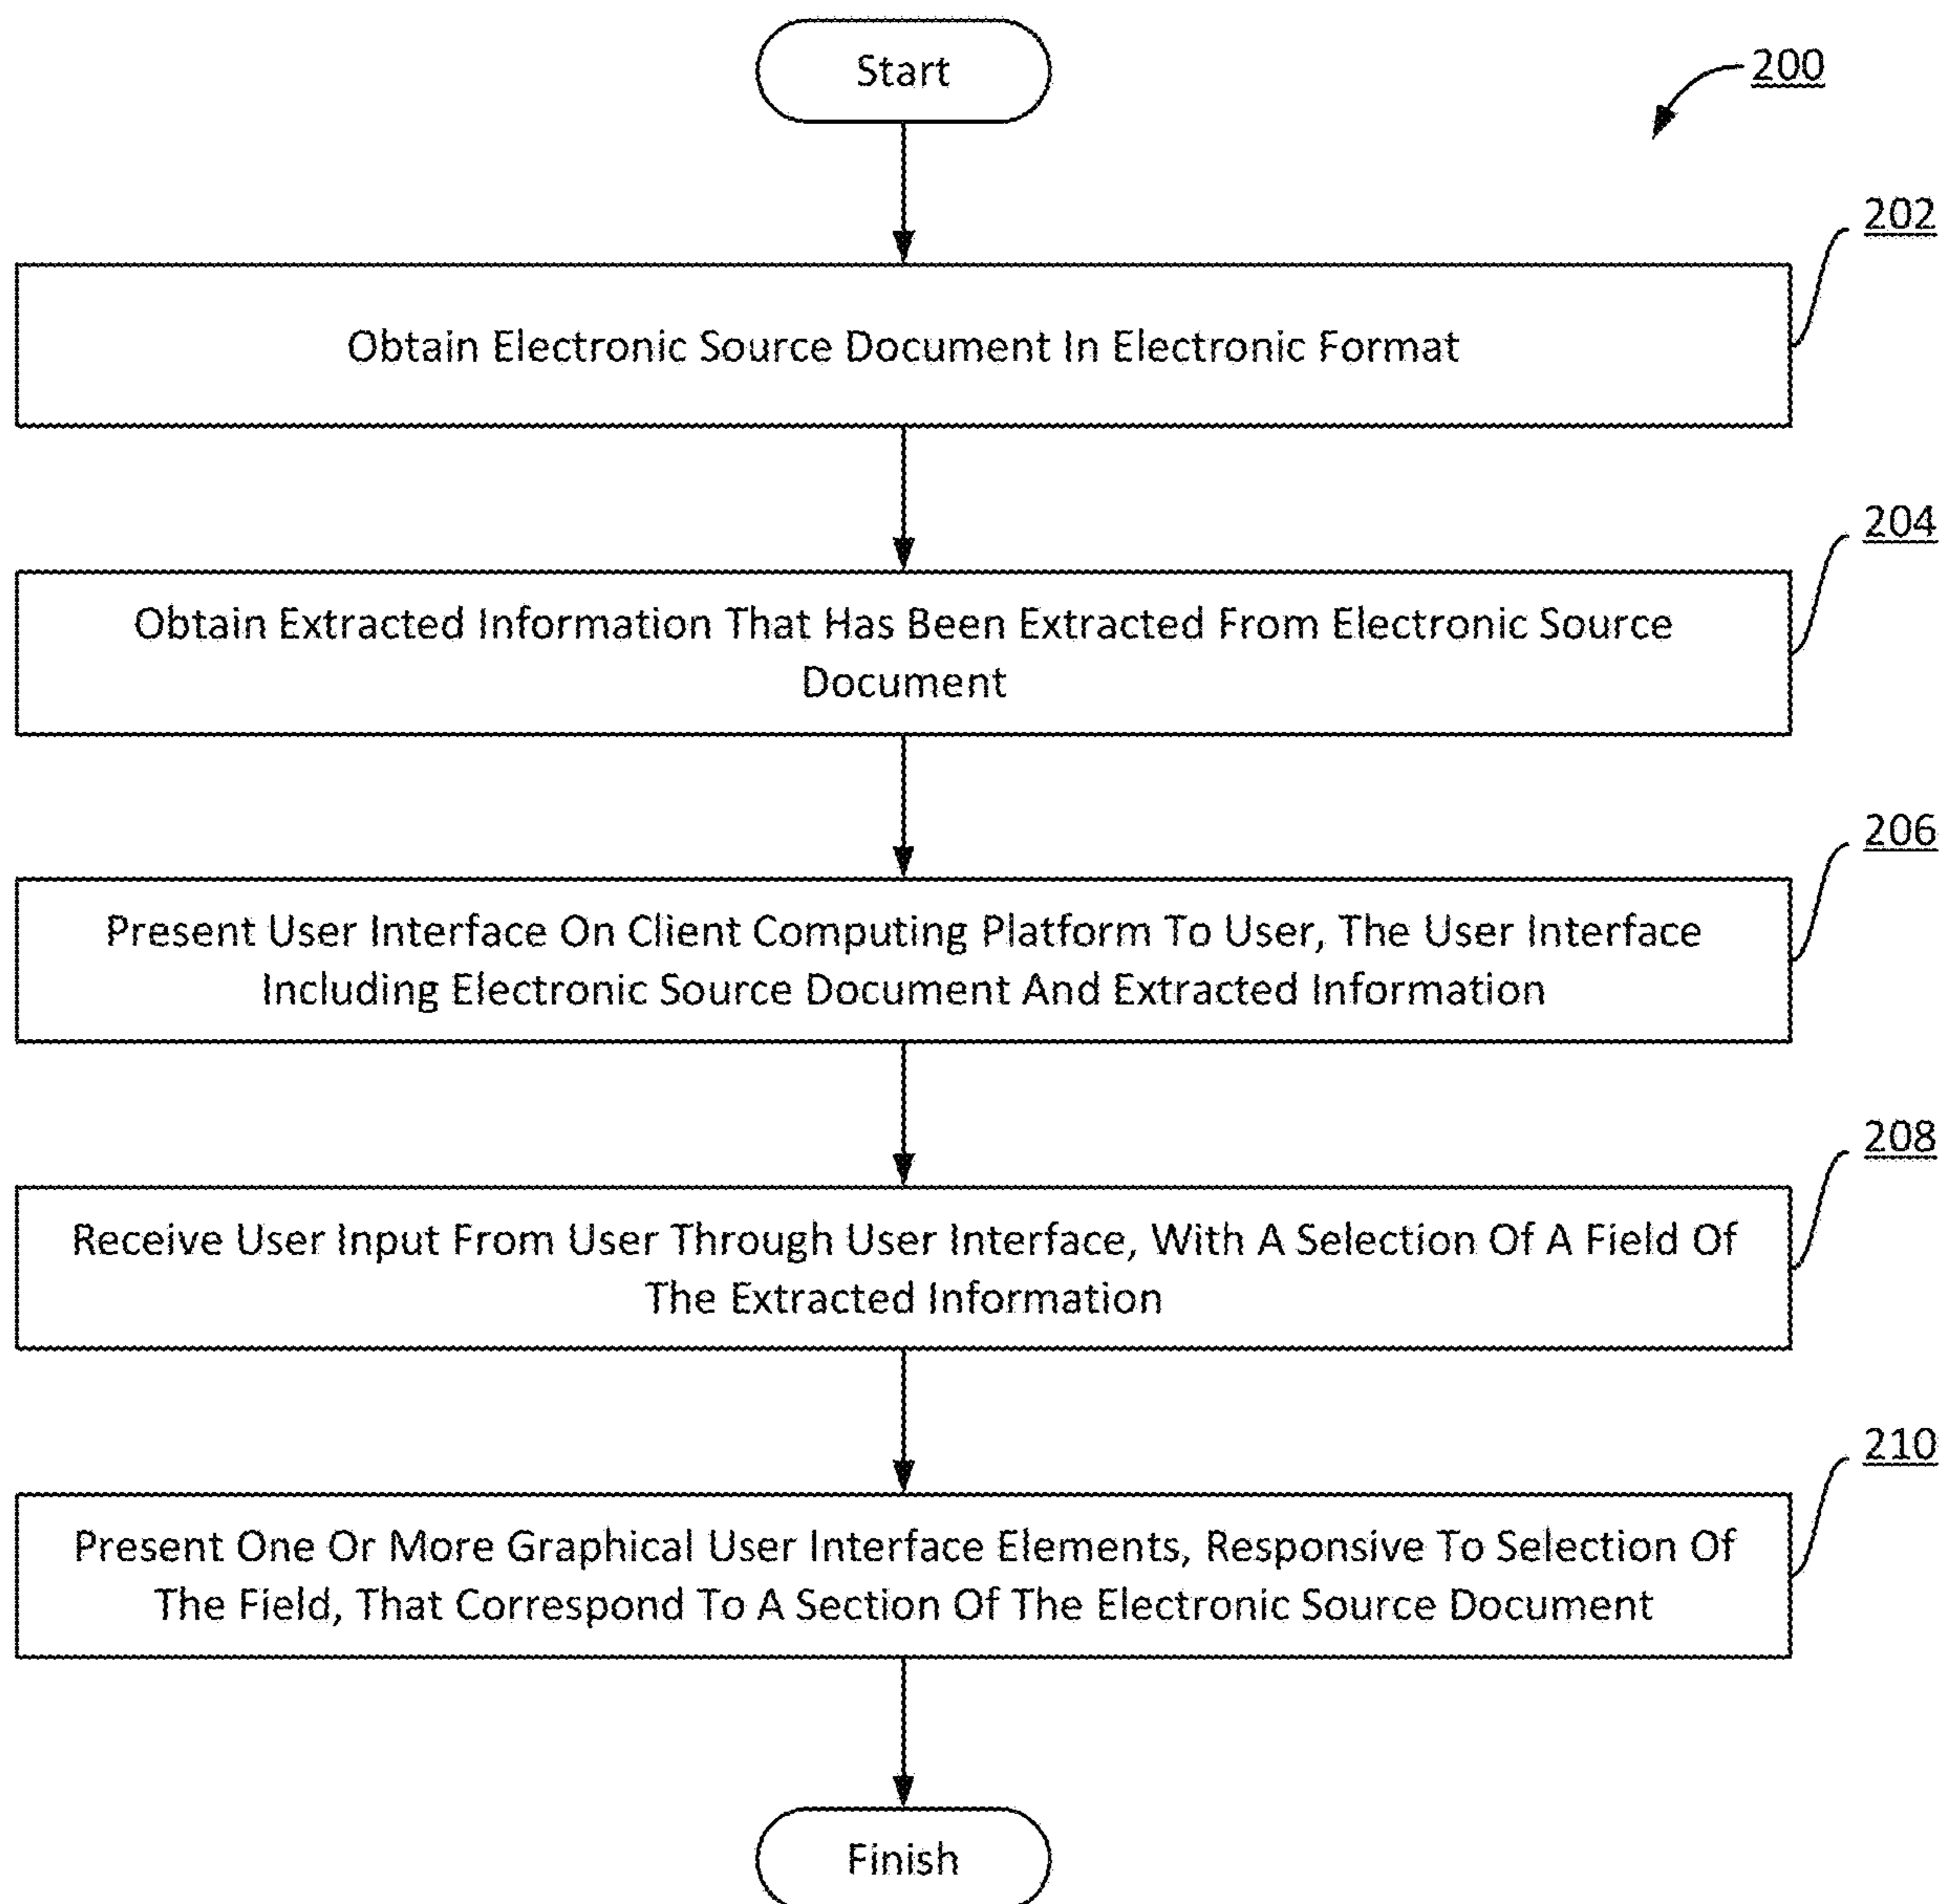 Start
200
202
Obtain Electronic Source Document In Electronic Format
204
Obtain Extracted Information That Has Been Extracted From Electronic Source
Document
206
Present User Interface On Client Computing Platform To User, The User Interface
Including Electronic Source Document And Extracted Information
208
Receive User Input From User Through User Interface, With A Selection Of A Field Of
The Extracted Information
210
Present One Or More Graphical User Interface Elements, Responsive To Selection Of
The Field, That Correspond To A Section Of The Electronic Source Document
Finish